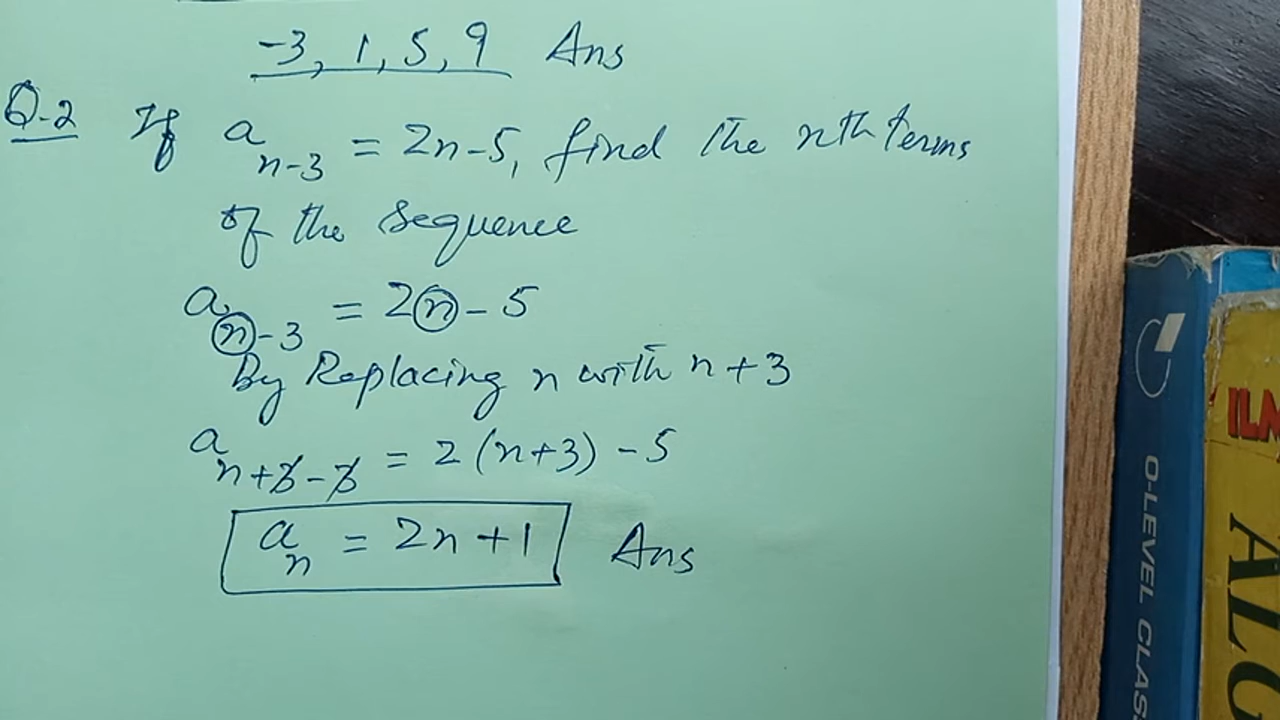 -3, 1, 5, 9 Ans
Q.2 If a_{n-3} = 2n-5, find the nth terms
of the sequence
a_{n-3} = 2n - 5
By Replacing n with n+3
a_{n+3-3} = 2(n+3) - 5
a_n = 2n + 1 Ans
O-LEVEL CLAS
ILM
ALG